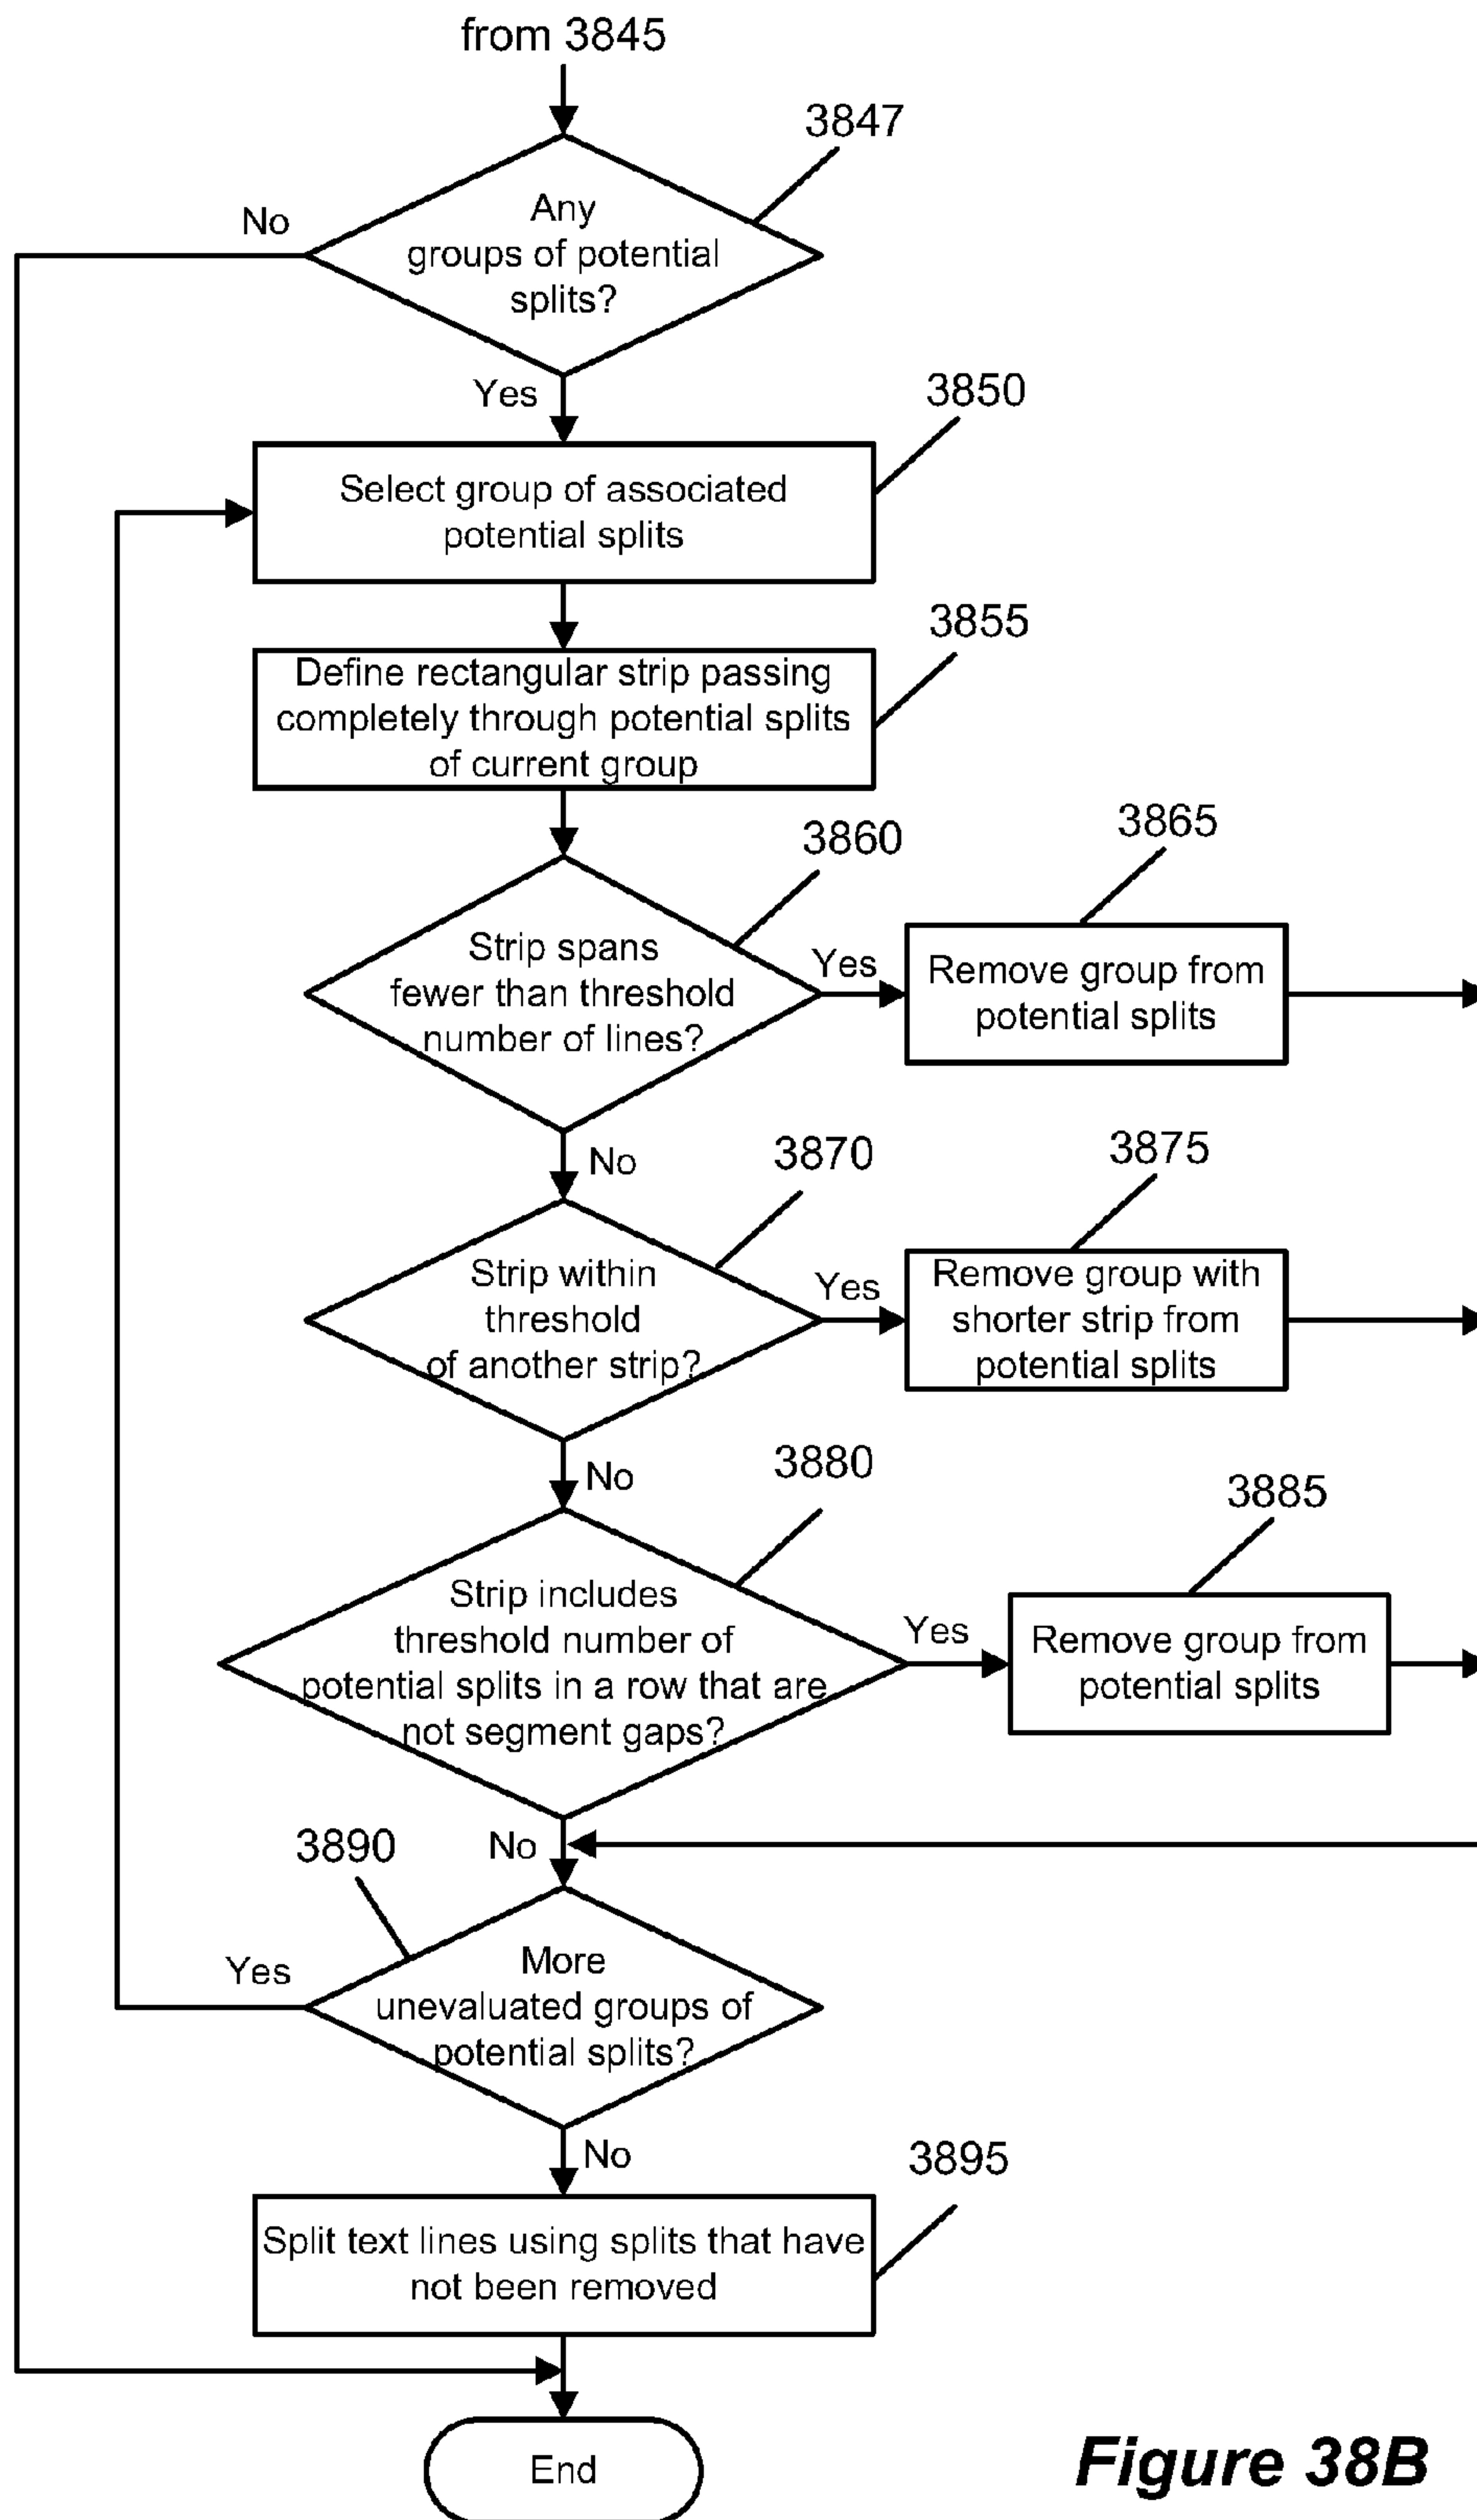 from 3845
3847
Any
groups of potential
splits?
No
Yes
3850
Select group of associated
potential splits
3855
Define rectangular strip passing
completely through potential splits
of current group
3860
Strip spans
fewer than threshold
number of lines?
Yes
3865
Remove group from
potential splits
No
3870
Strip within
threshold
of another strip?
Yes
3875
Remove group with
shorter strip from
potential splits
No
3880
Strip includes
threshold number of
potential splits in a row that are
not segment gaps?
Yes
3885
Remove group from
potential splits
No
3890
More
unevaluated groups of
potential splits?
Yes
No
3895
Split text lines using splits that have
not been removed
End
Figure 38B